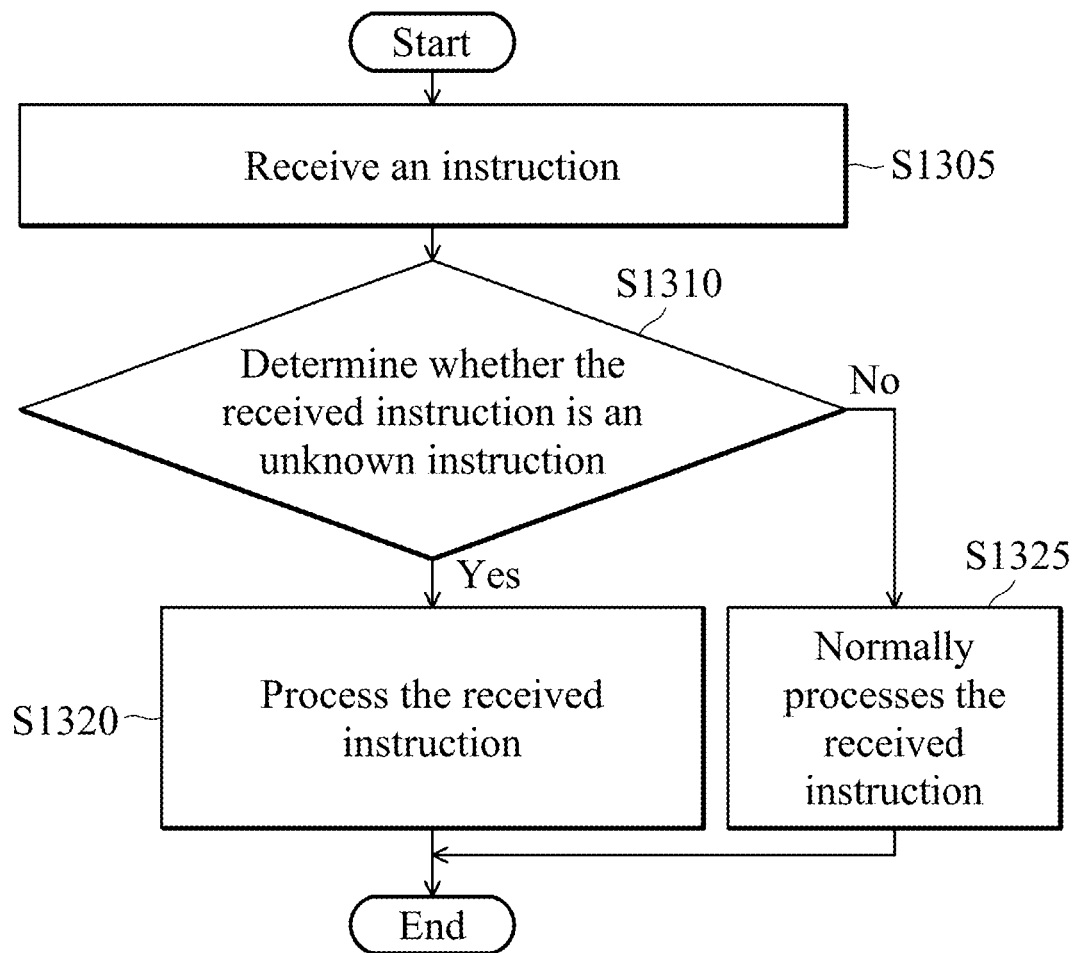 Start
Receive an instruction
S1305
S1310
Determine whether the
received instruction is an
unknown instruction
No
Yes
S1325
Process the received
instruction
S1320
Normally
processes the
received
instruction
End